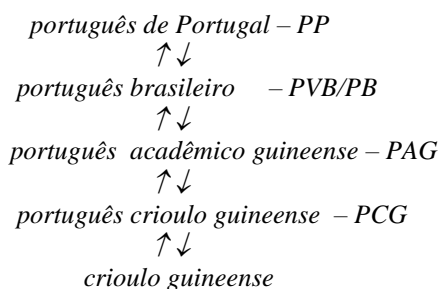 português de Portugal – PP
↑↓
português brasileiro – PVB/PB
↑↓
português acadêmico guineense – PAG
↑↓
português crioulo guineense – PCG
↑↓
crioulo guineense